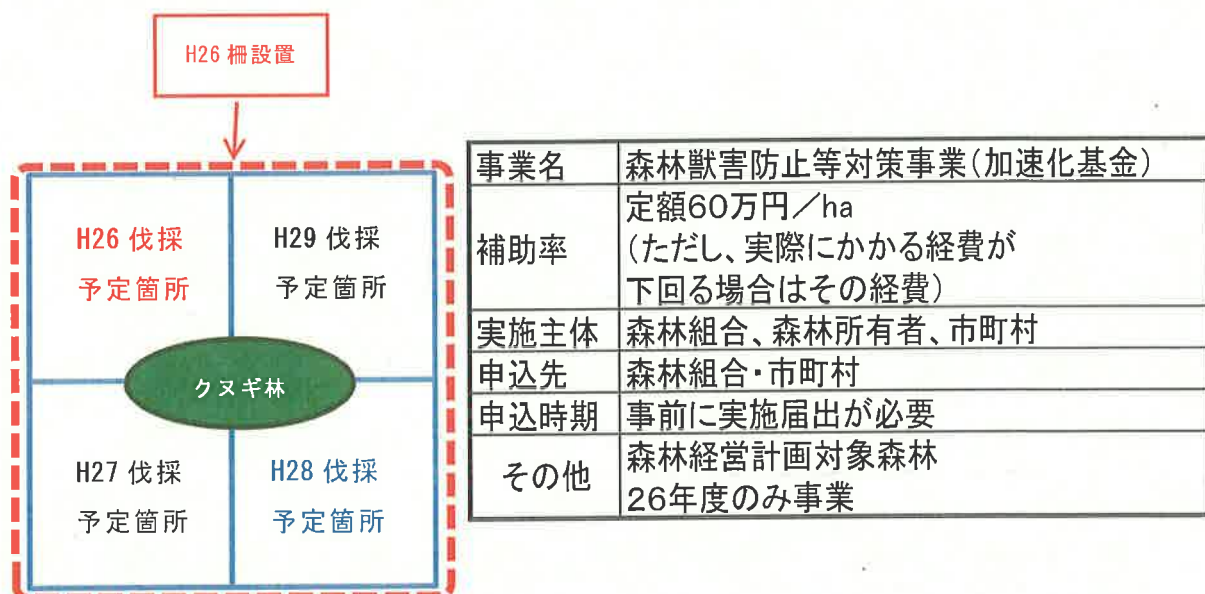 H26 柵設置
H26 伐採
予定箇所
H29 伐採
予定箇所
クヌギ林
H27 伐採
予定箇所
H28 伐採
予定箇所
事業名 森林獣害防止等対策事業(加速化基金)
補助率 定額60万円/ha
(ただし、実際にかかる経費が
下回る場合はその経費)
実施主体 森林組合、森林所有者、市町村
申込先 森林組合・市町村
申込時期 事前に実施届出が必要
その他 森林経営計画対象森林
26年度のみ事業